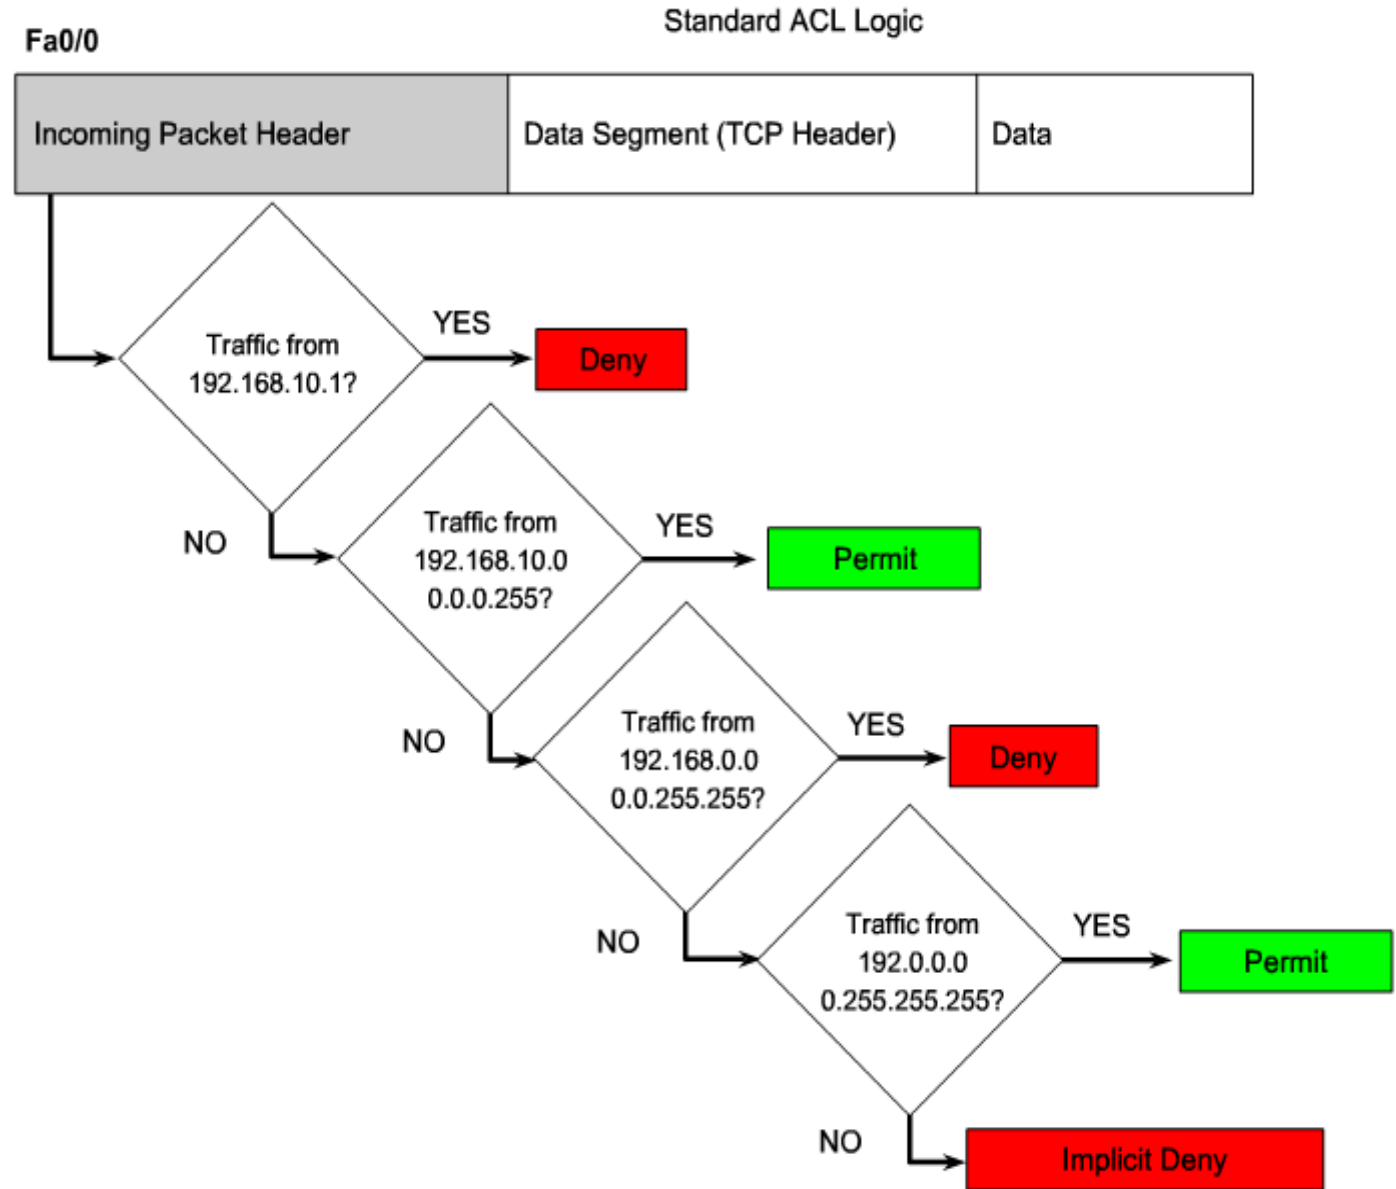 Standard ACL Logic
Fa0/0
Incoming Packet Header
Data Segment (TCP Header)
Data
Traffic from
192.168.10.1?
YES
Deny
NO
Traffic from
192.168.10.0
0.0.0.255?
YES
Permit
NO
Traffic from
192.168.0.0
0.0.255.255?
YES
Deny
NO
Traffic from
192.0.0.0
0.255.255.255?
YES
Permit
NO
Implicit Deny